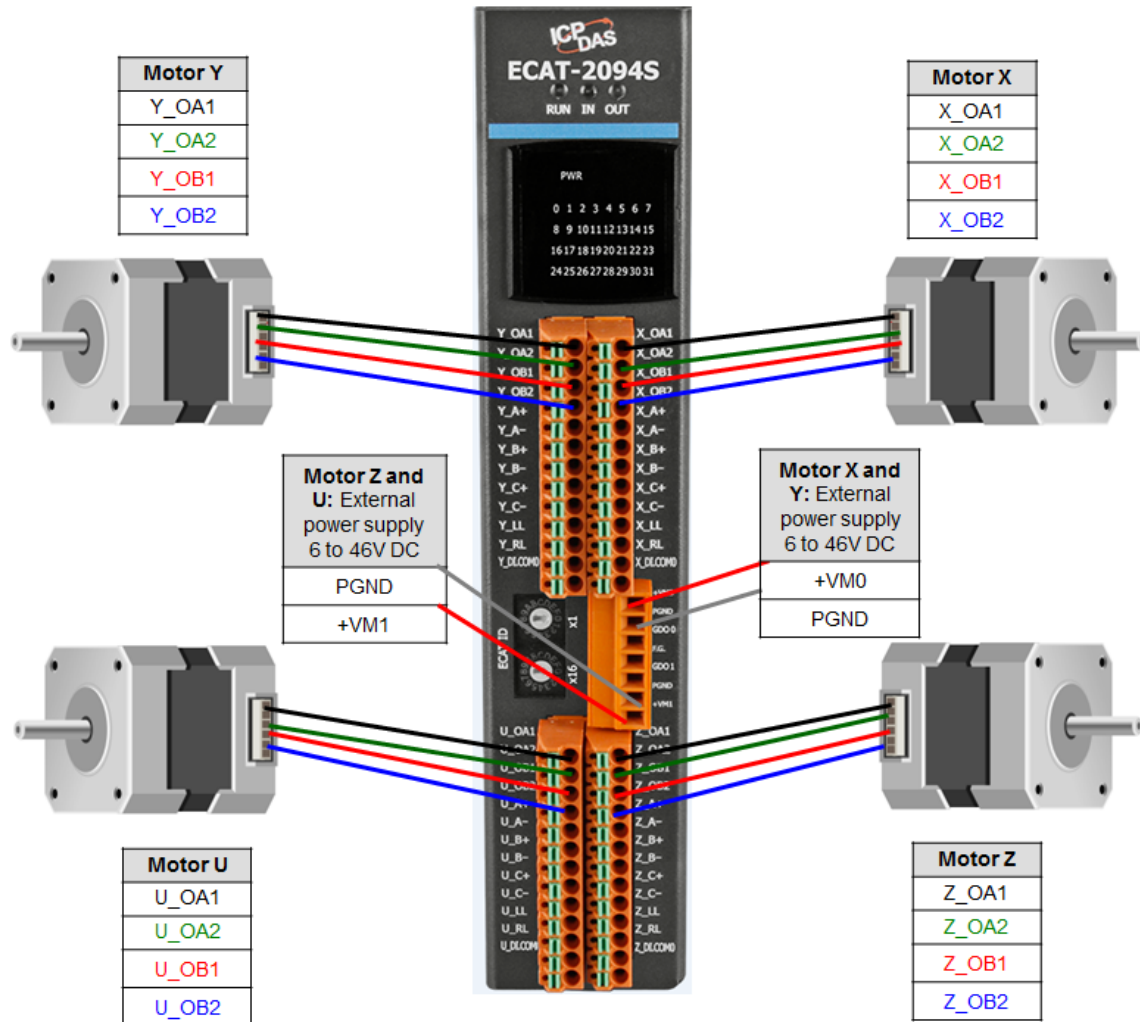 ICP
DAS
ECAT-2094S
RUN IN OUT
PWR
0 1 2 3 4 5 6 7
8 9 10 11 12 13 14 15
16 17 18 19 20 21 22 23
24 25 26 27 28 29 30 31
Motor Y
Y_OA1
Y_OA2
Y_OB1
Y_OB2
Motor X
X_OA1
X_OA2
X_OB1
X_OB2
Y_OA1
Y_OA2
Y_OB1
Y_OB2
Y_A+
Y_A-
Y_B+
Y_B-
Y_C+
Y_C-
Y_LL
Y_RL
Y_DI.COM0
X_OA1
X_OA2
X_OB1
X_OB2
X_A+
X_A-
X_B+
X_B-
X_C+
X_C-
X_LL
X_RL
X_DI.COM0
Motor Z and
U: External
power supply
6 to 46V DC
PGND
+VM1
Motor X and
Y: External
power supply
6 to 46V DC
+VM0
PGND
ECAT ID
x1
x16
PGND
GDO 0
F.G.
GDO 1
PGND
+VM1
U_OA1
U_OA2
U_OB1
U_OB2
U_A+
U_A-
U_B+
U_B-
U_C+
U_C-
U_LL
U_RL
U_DI.COM0
Z_OA1
Z_OA2
Z_OB1
Z_OB2
Z_A-
Z_B+
Z_B-
Z_C+
Z_C-
Z_LL
Z_RL
Z_DI.COM0
Motor U
U_OA1
U_OA2
U_OB1
U_OB2
Motor Z
Z_OA1
Z_OA2
Z_OB1
Z_OB2